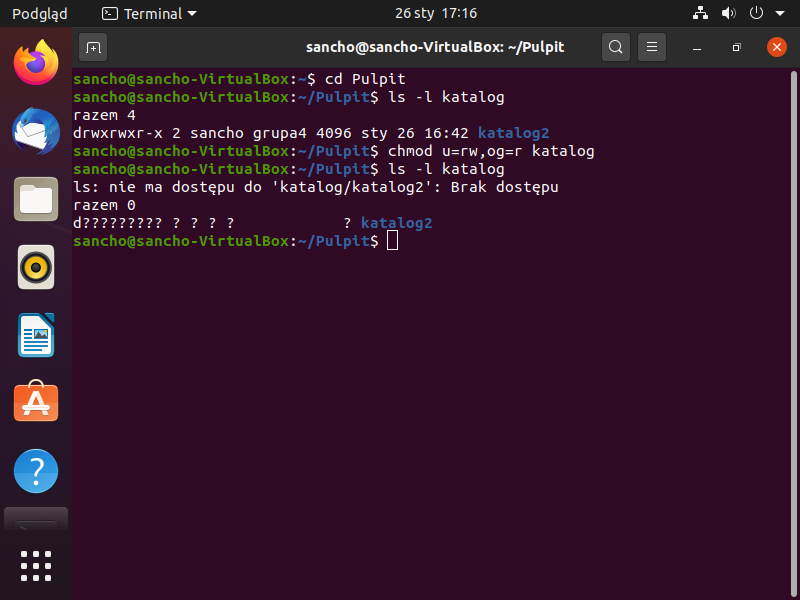 Podgląd Terminal 26 sty 17:16
sancho@sancho-VirtualBox: ~/Pulpit
sancho@sancho-VirtualBox:~$ cd Pulpit
sancho@sancho-VirtualBox:~/Pulpit$ ls -l katalog
razem 4
drwxrwxr-x 2 sancho grupa4 4096 sty 26 16:42 katalog2
sancho@sancho-VirtualBox:~/Pulpit$ chmod u=rw,og=r katalog
sancho@sancho-VirtualBox:~/Pulpit$ ls -l katalog
ls: nie ma dostępu do 'katalog/katalog2': Brak dostępu
razem 0
d????????? ? ? ? ?            ? katalog2
sancho@sancho-VirtualBox:~/Pulpit$